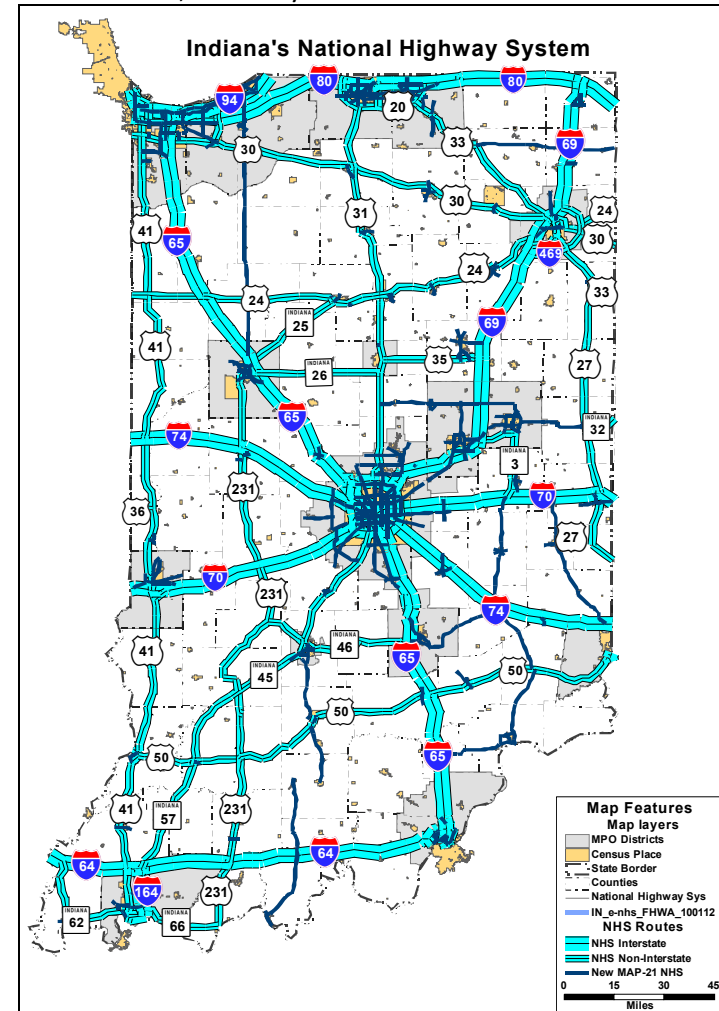 Indiana's National Highway System
80
80
94
20
33
30
69
30
31
24
41
30
65
469
24
33
24
INDIANA
25
69
41
35
27
INDIANA
26
65
INDIANA
32
74
INDIANA
3
231
70
36
27
70
231
74
INDIANA
46
41
65
50
INDIANA
45
50
65
50
41
231
INDIANA
57
64
64
164
231
INDIANA
62
INDIANA
66
Map Features
Map layers
MPO Districts
Census Place
State Border
Counties
National Highway Sys
IN_e-nhs_FHWA_100112
NHS Routes
NHS Interstate
NHS Non-Interstate
New MAP-21 NHS
0 15 30 45
Miles